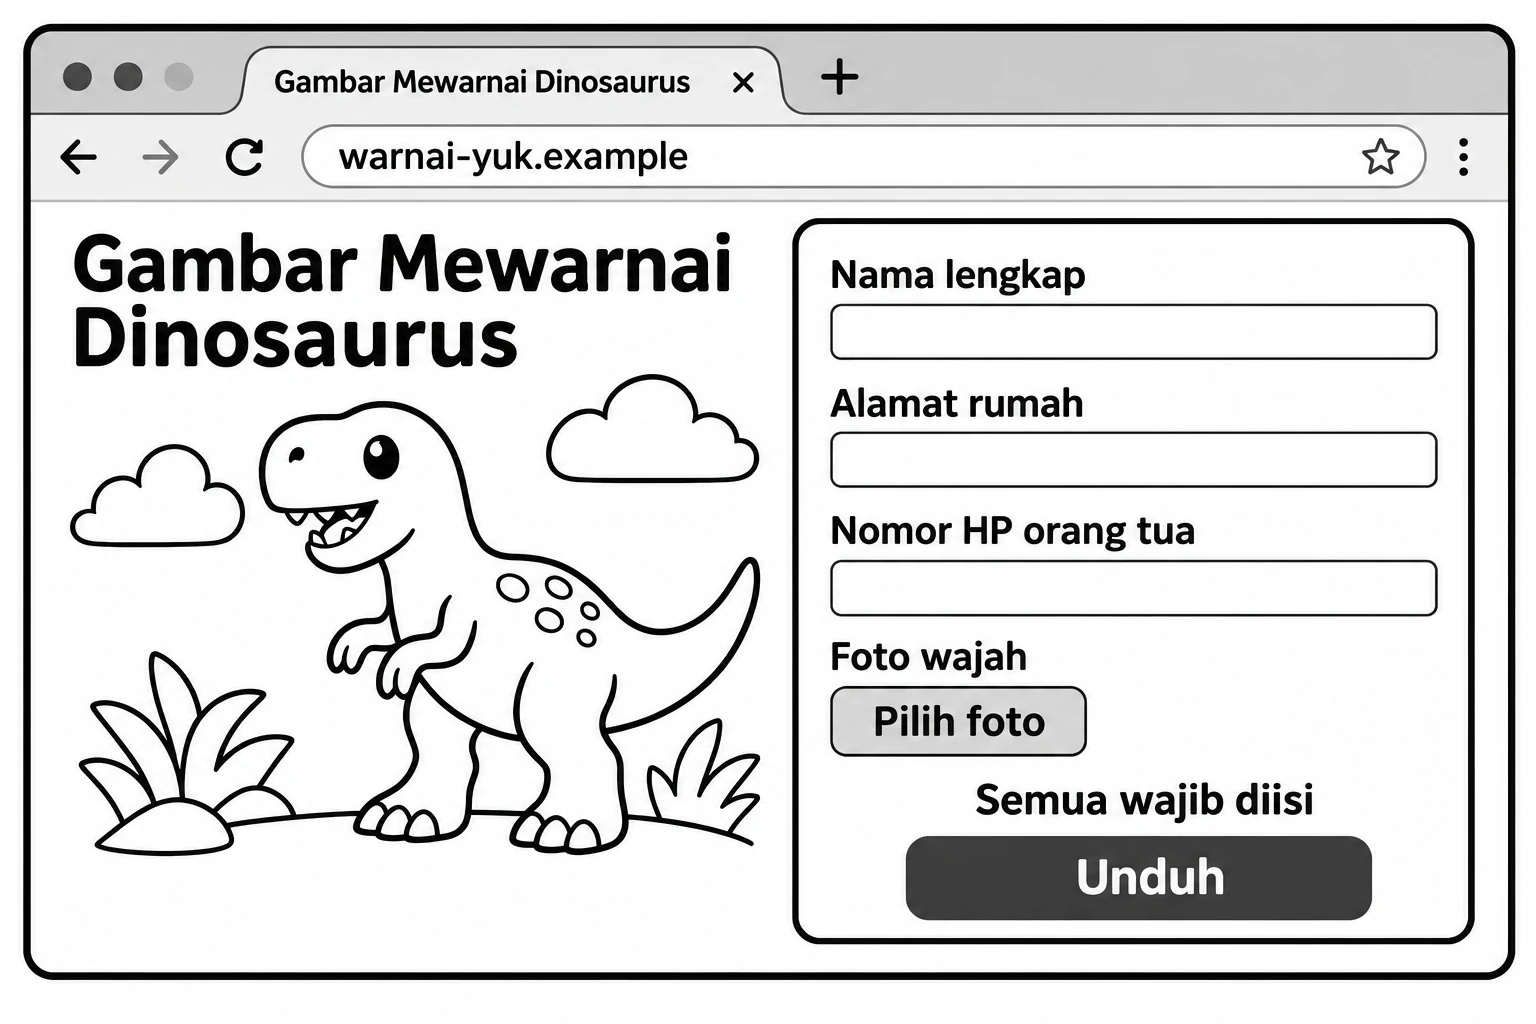 Gambar Mewarnai Dinosaurus
warnai-yuk.example
Gambar Mewarnai
Dinosaurus
Nama lengkap
Alamat rumah
Nomor HP orang tua
Foto wajah
Pilih foto
Semua wajib diisi
Unduh